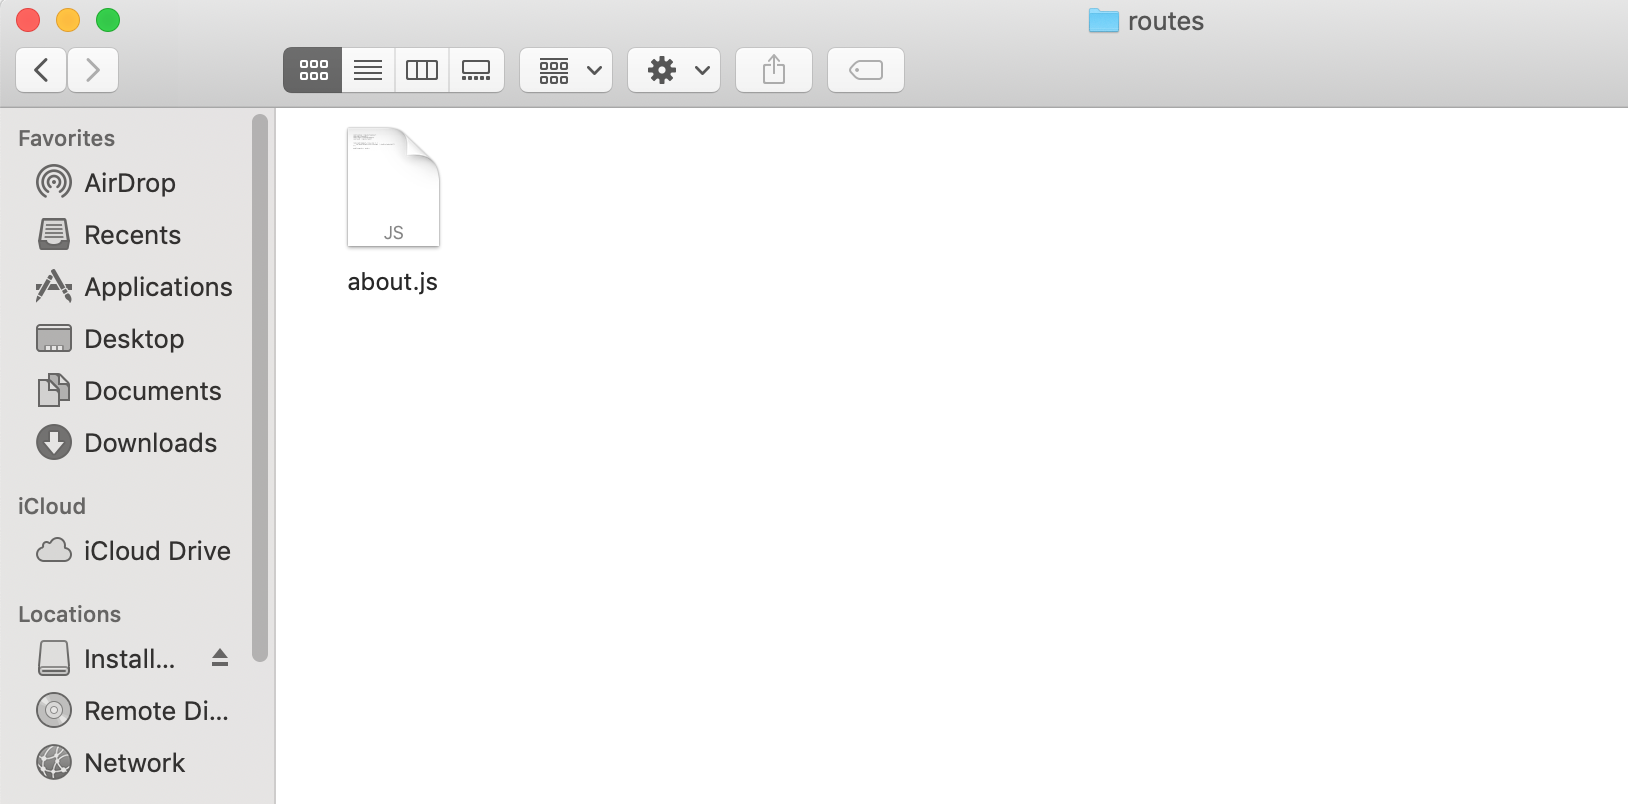 routes
Favorites
AirDrop
Recents
Applications
Desktop
Documents
Downloads
iCloud
iCloud Drive
Locations
Install...
Remote Di...
Network
JS
about.js